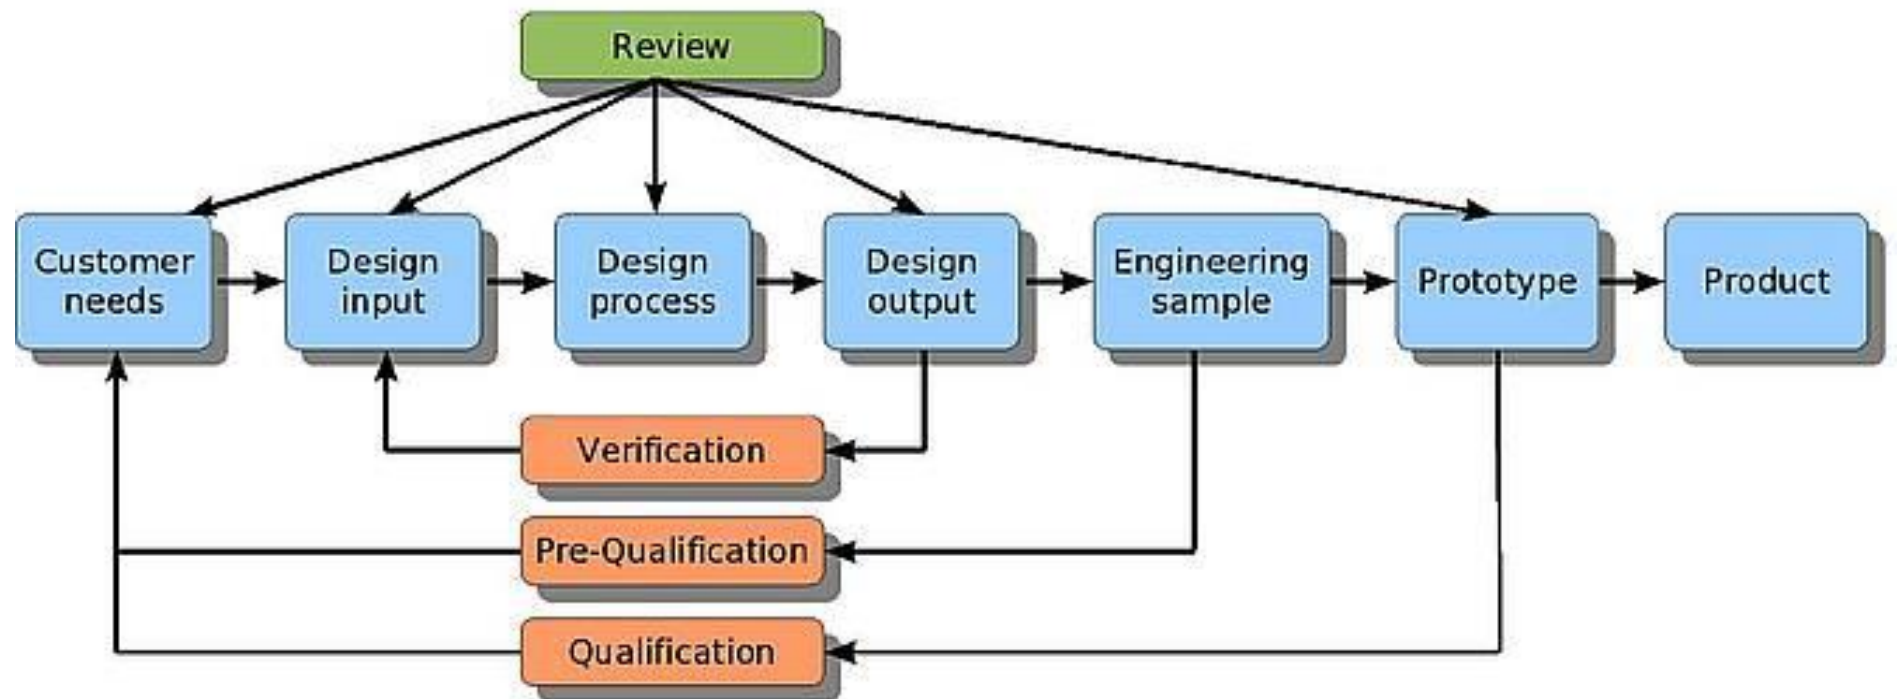 Review
Customer
needs
Design
input
Design
process
Design
output
Engineering
sample
Prototype
Product
Verification
Pre-Qualification
Qualification